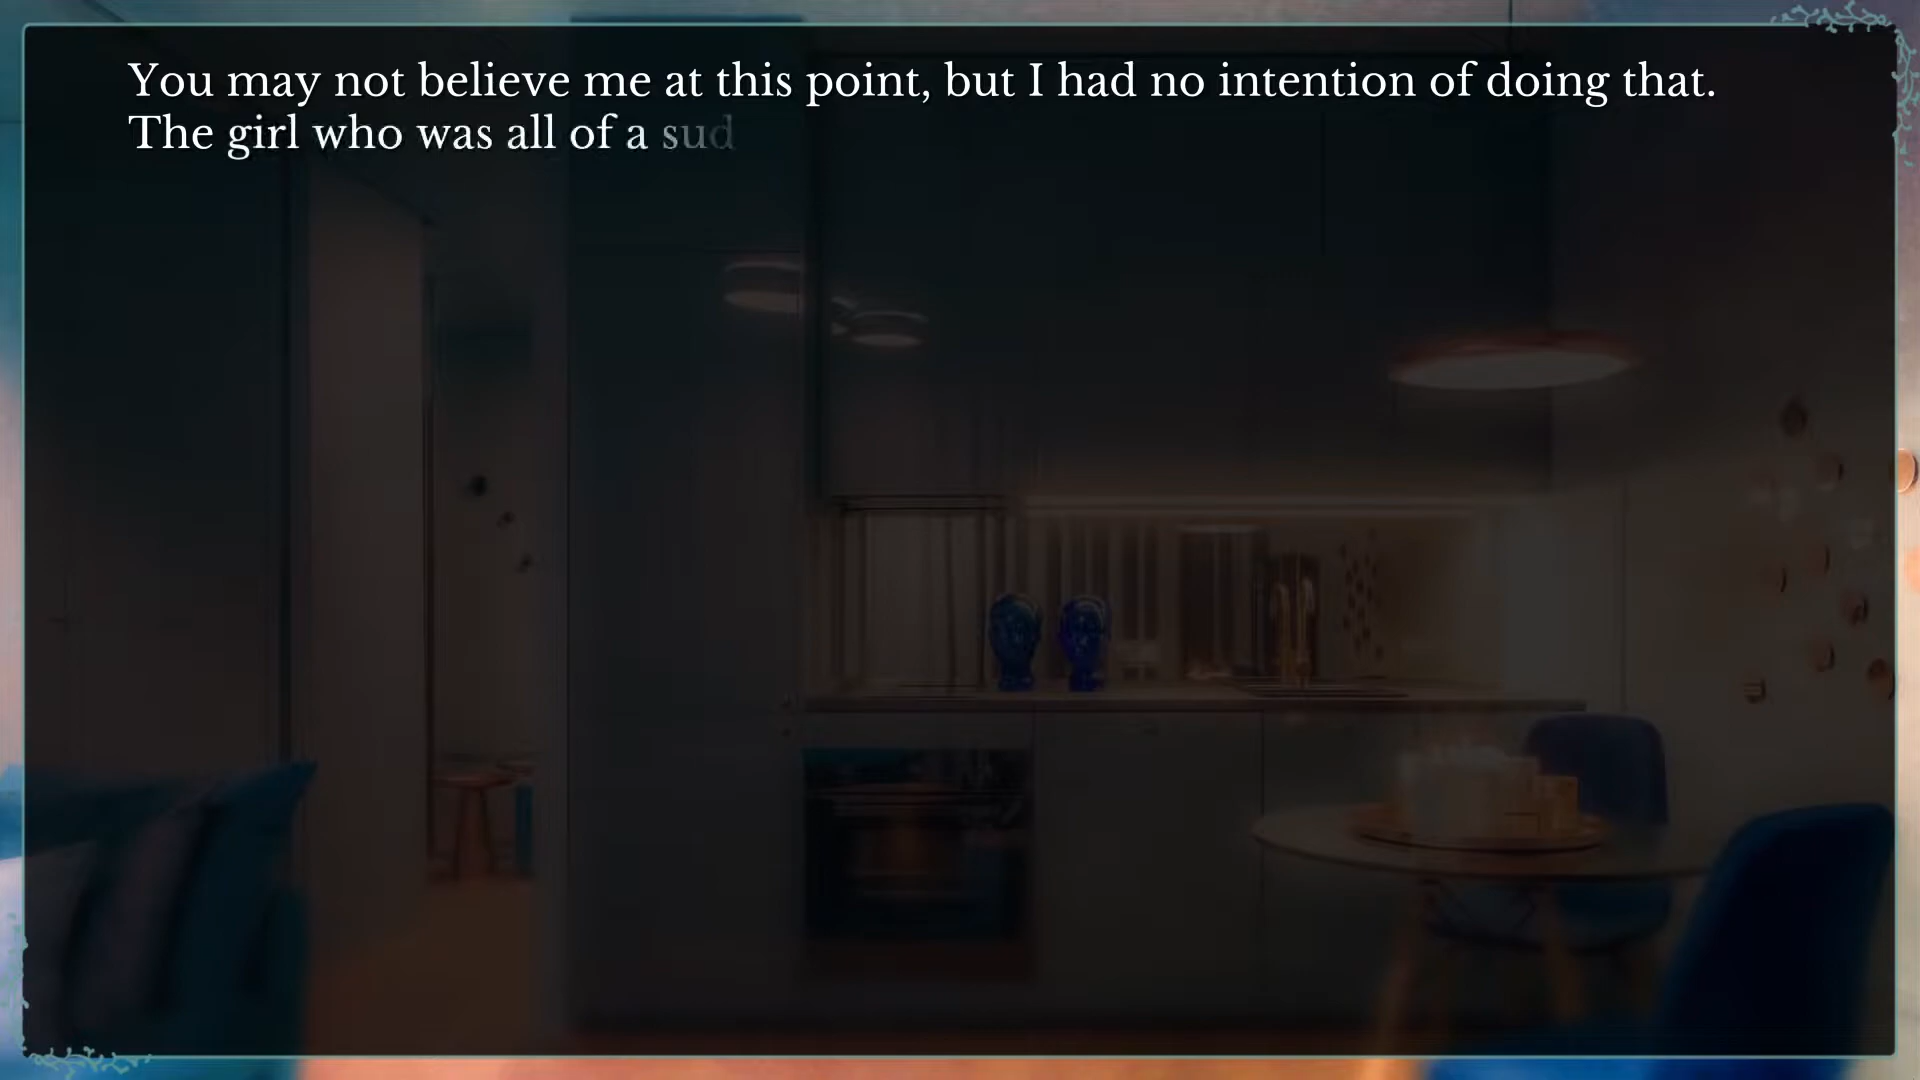 You may not believe me at this point, but I had no intention of doing that.
The girl who was all of a sud